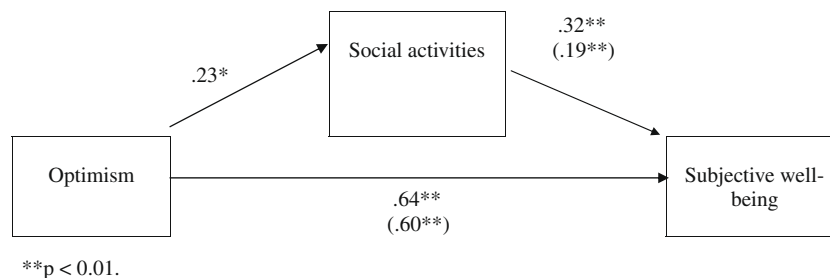 Social activities
.32**
(.19**)
.23*
Optimism
.64**
(.60**)
Subjective well-
being
**p < 0.01.